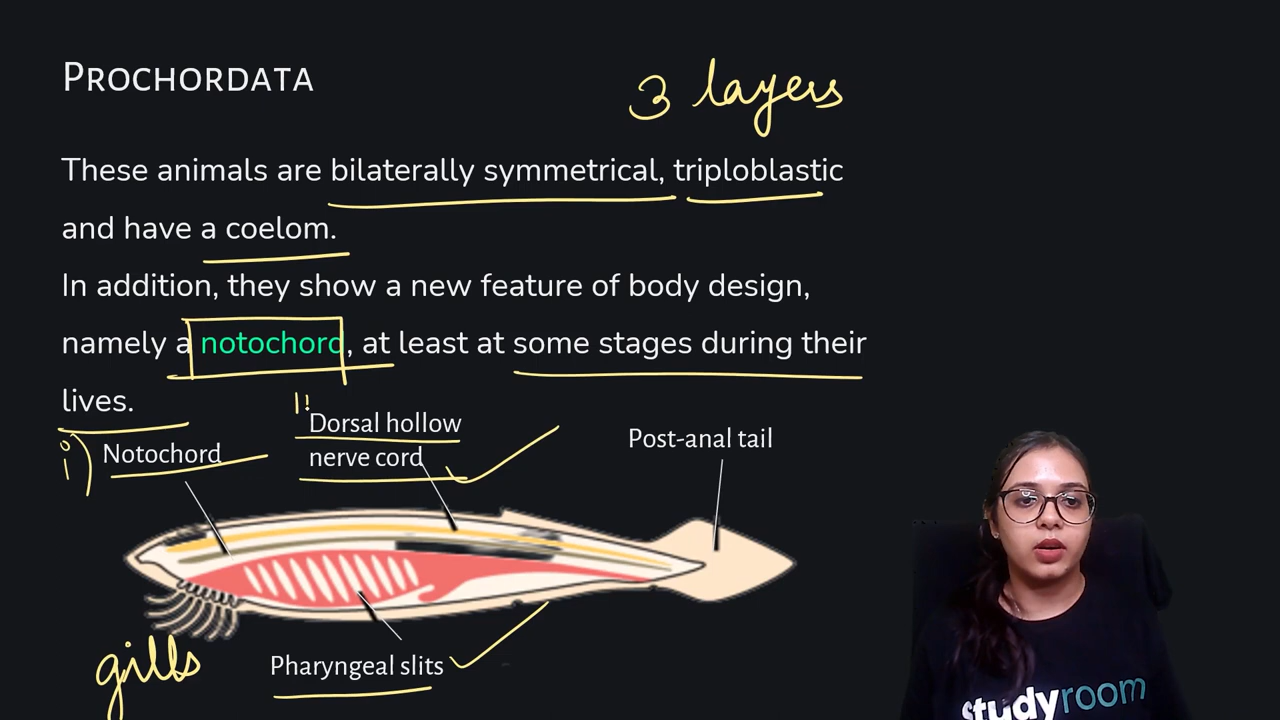 PROCHORDATA
3 layers
These animals are bilaterally symmetrical, triploblastic
and have a coelom.
In addition, they show a new feature of body design,
namely a notochord, at least at some stages during their
lives.
i) Notochord
Dorsal hollow
nerve cord
Post-anal tail
gills
Pharyngeal slits
studyroom